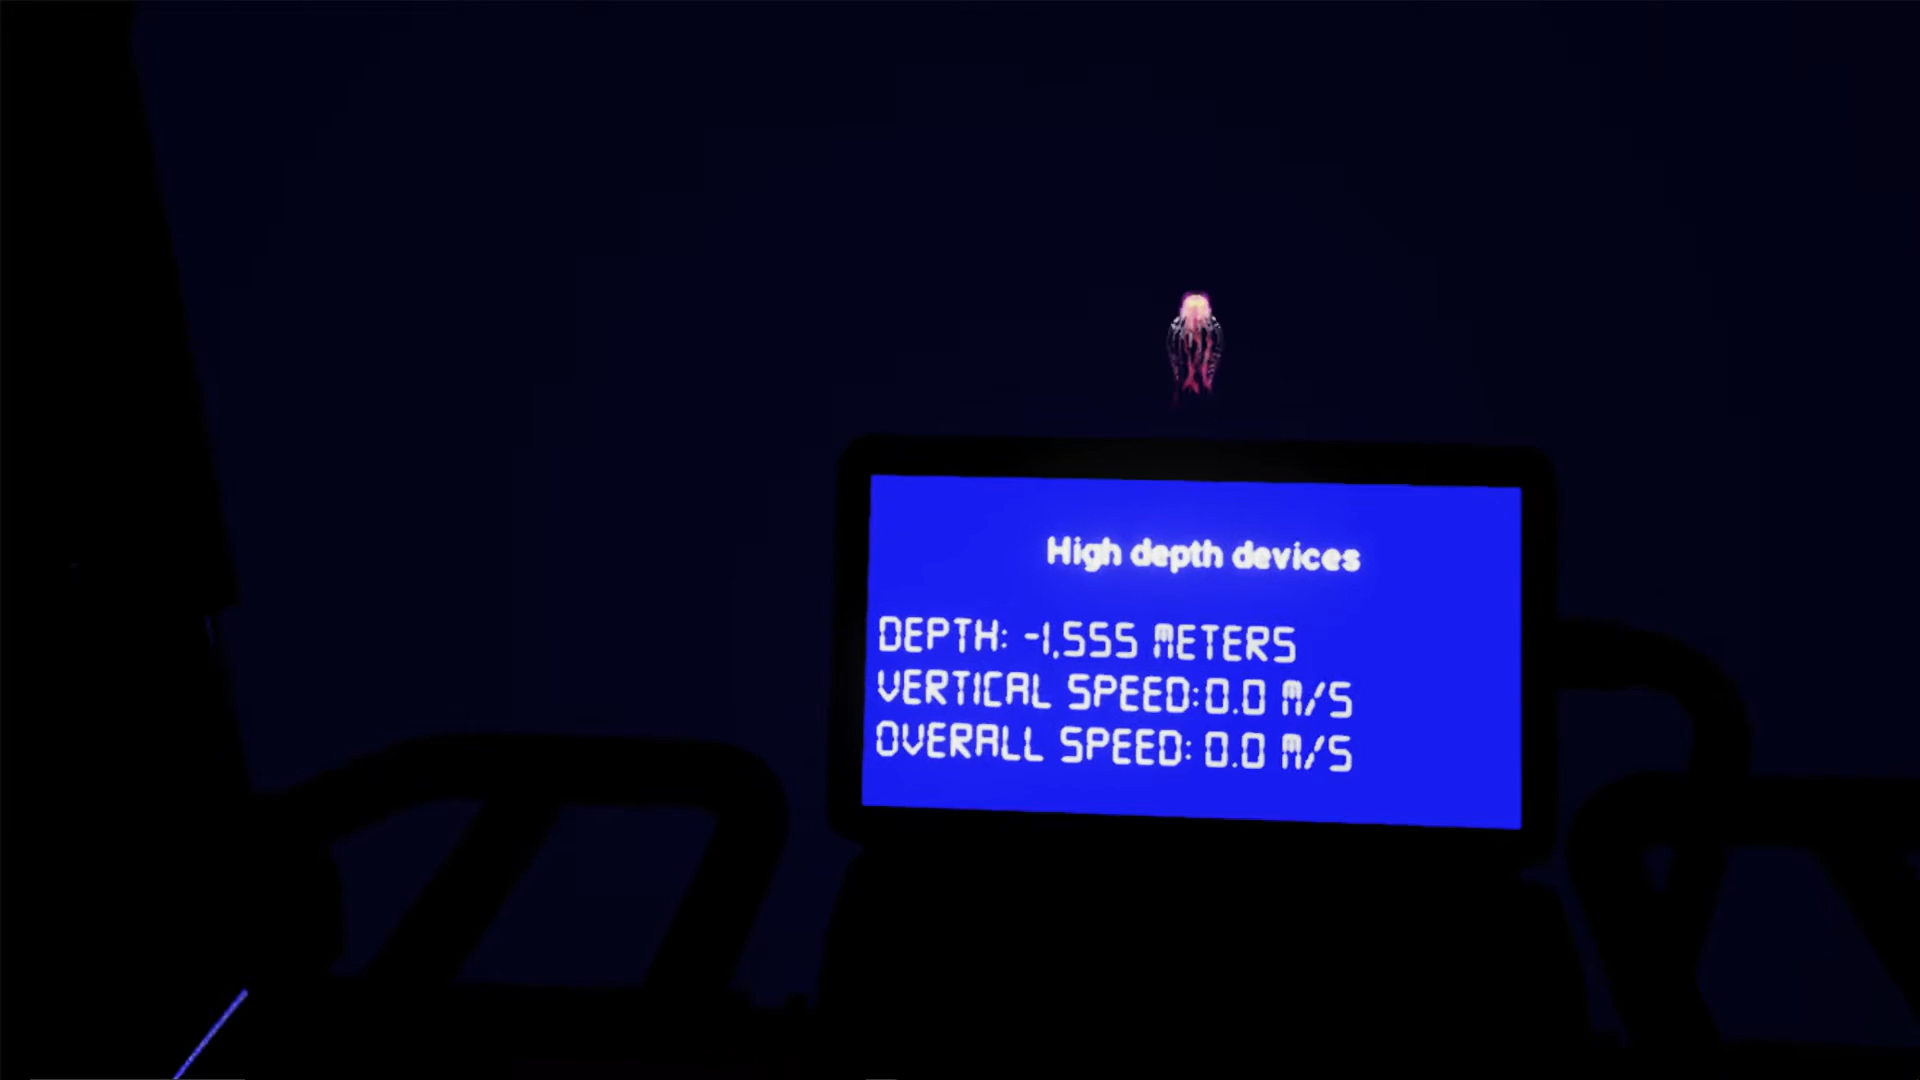 High depth devices
DEPTH: -1,555 METERS
VERTICAL SPEED:0.0 M/S
OVERALL SPEED: 0.0 M/S